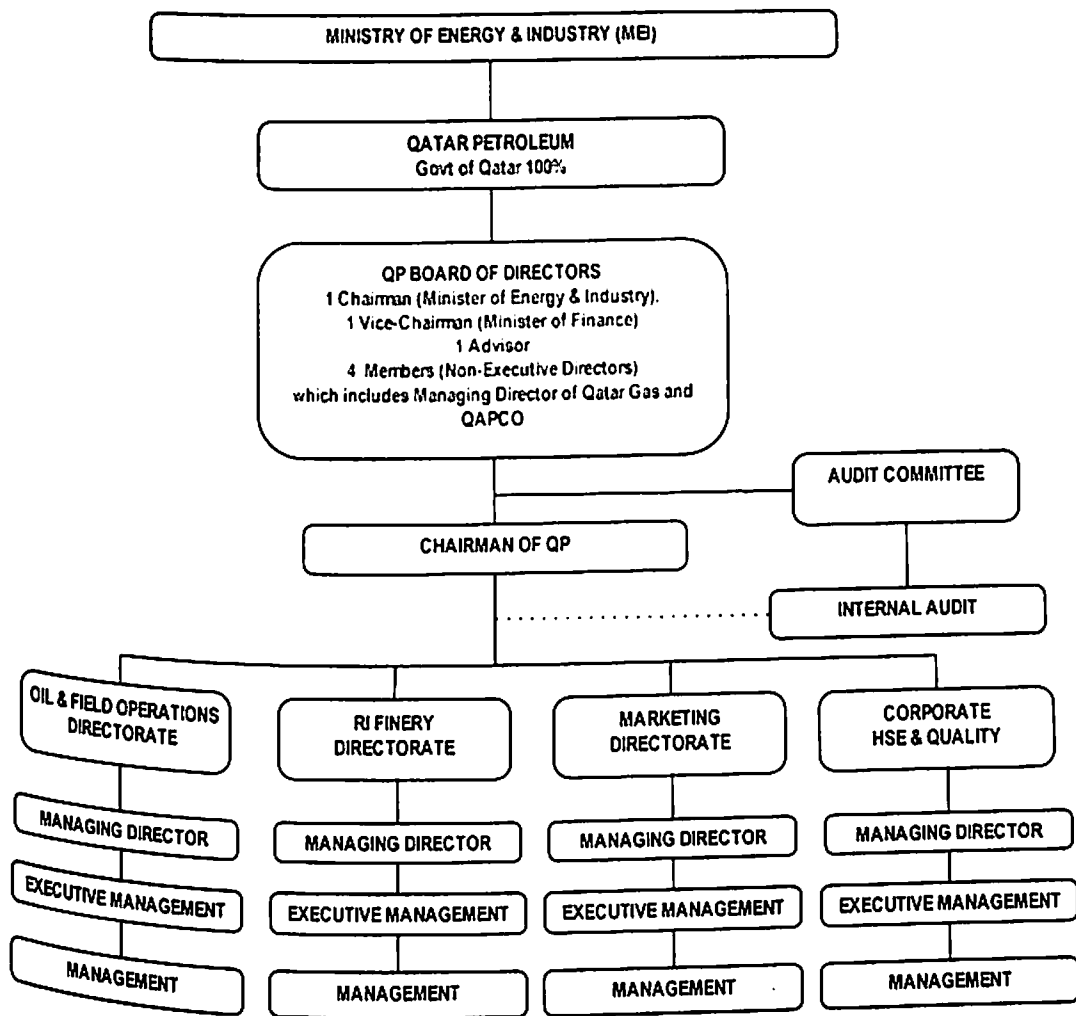 MINISTRY OF ENERGY & INDUSTRY (MEI)
QATAR PETROLEUM
Govt of Qatar 100%
QP BOARD OF DIRECTORS
1 Chairman (Minister of Energy & Industry).
1 Vice-Chairman (Minister of Finance)
1 Advisor
4 Members (Non-Executive Directors)
which includes Managing Director of Qatar Gas and
QAPCO
AUDIT COMMITTEE
CHAIRMAN OF QP
INTERNAL AUDIT
OIL & FIELD OPERATIONS
DIRECTORATE
RI FINERY
DIRECTORATE
MARKETING
DIRECTORATE
CORPORATE
HSE & QUALITY
MANAGING DIRECTOR
MANAGING DIRECTOR
MANAGING DIRECTOR
MANAGING DIRECTOR
EXECUTIVE MANAGEMENT
EXECUTIVE MANAGEMENT
EXECUTIVE MANAGEMENT
EXECUTIVE MANAGEMENT
MANAGEMENT
MANAGEMENT
MANAGEMENT
MANAGEMENT